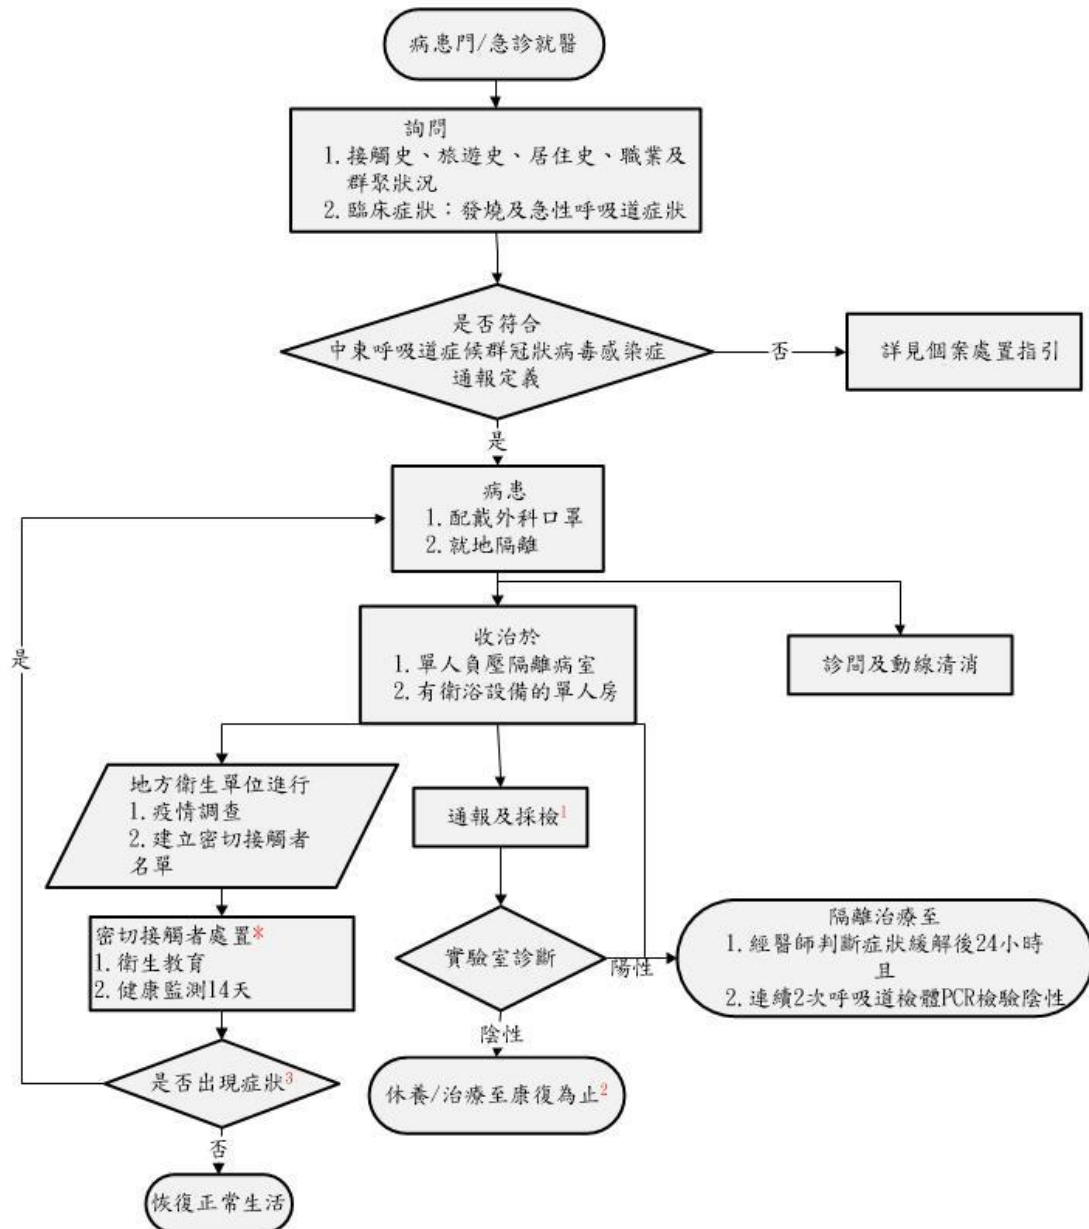 病患門/急診就醫
詢問
1.接觸史、旅遊史、居住史、職業及
群聚狀況
2.臨床症狀：發燒及急性呼吸道症狀
是否符合
中東呼吸道症候群冠狀病毒感染症
通報定義
否
詳見個案處置指引
是
病患
1.配戴外科口罩
2.就地隔離
收治於
1.單人負壓隔離病室
2.有衛浴設備的單人房
診間及動線清消
是
地方衛生單位進行
1.疫情調查
2.建立密切接觸者
名單
通報及採檢1
密切接觸者處置*
1.衛生教育
2.健康監測14天
實驗室診斷
陽性
隔離治療至
1.經醫師判斷症狀緩解後24小時
且
2.連續2次呼吸道檢體PCR檢驗陰性
陰性
是否出現症狀3
休養/治療至康復為止2
否
恢復正常生活